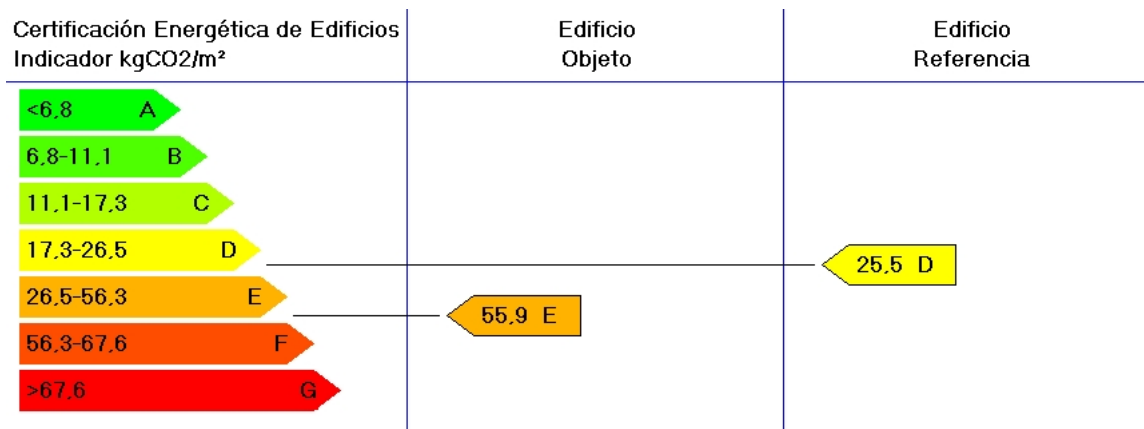 Certificación Energética de Edificios
Indicador kgCO2/m²
Edificio
Objeto
Edificio
Referencia
<6,8 A
6,8-11,1 B
11,1-17,3 C
17,3-26,5 D
25,5 D
26,5-56,3 E
55,9 E
56,3-67,6 F
>67,6 G